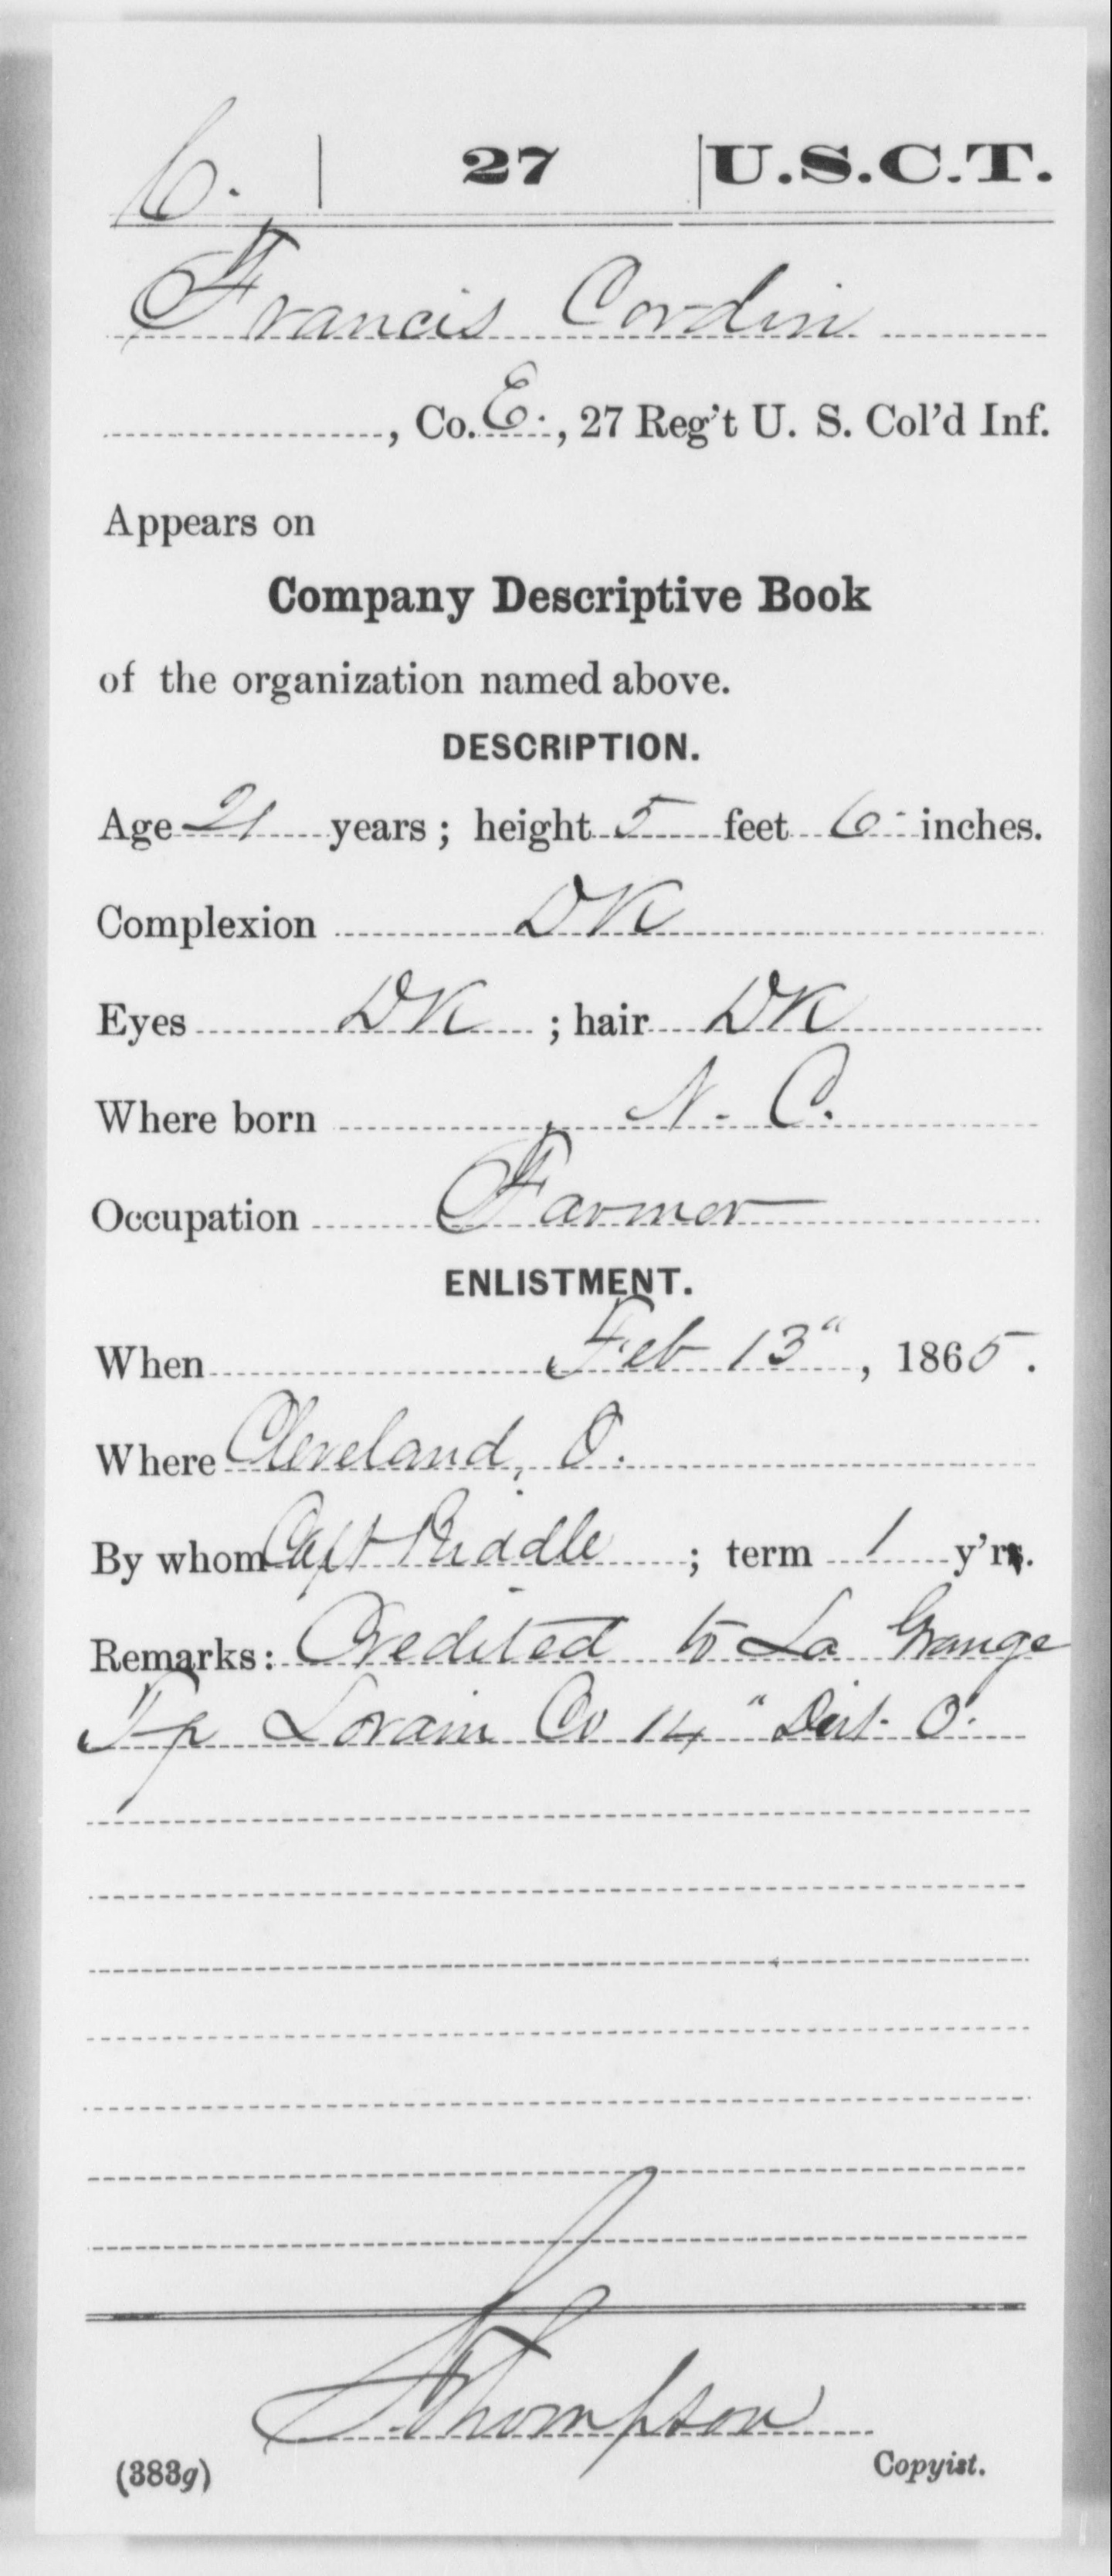 C. | 27 | U.S.C.T.
Francis Cordin
, Co. E., 27 Reg't U. S. Col'd Inf.
Appears on
Company Descriptive Book
of the organization named above.
DESCRIPTION.
Age 21 years; height 5 feet 6 inches.
Complexion DK
Eyes DK; hair DK
Where born N. C.
Occupation Farmer
ENLISTMENT.
When Feb 13", 1865.
Where Cleveland, O.
By whom Capt Riddle; term 1 y'r.
Remarks: Credited to La Grange
Tp Lorain Co 14" Dist. O.
Thompson
(383g) Copyist.